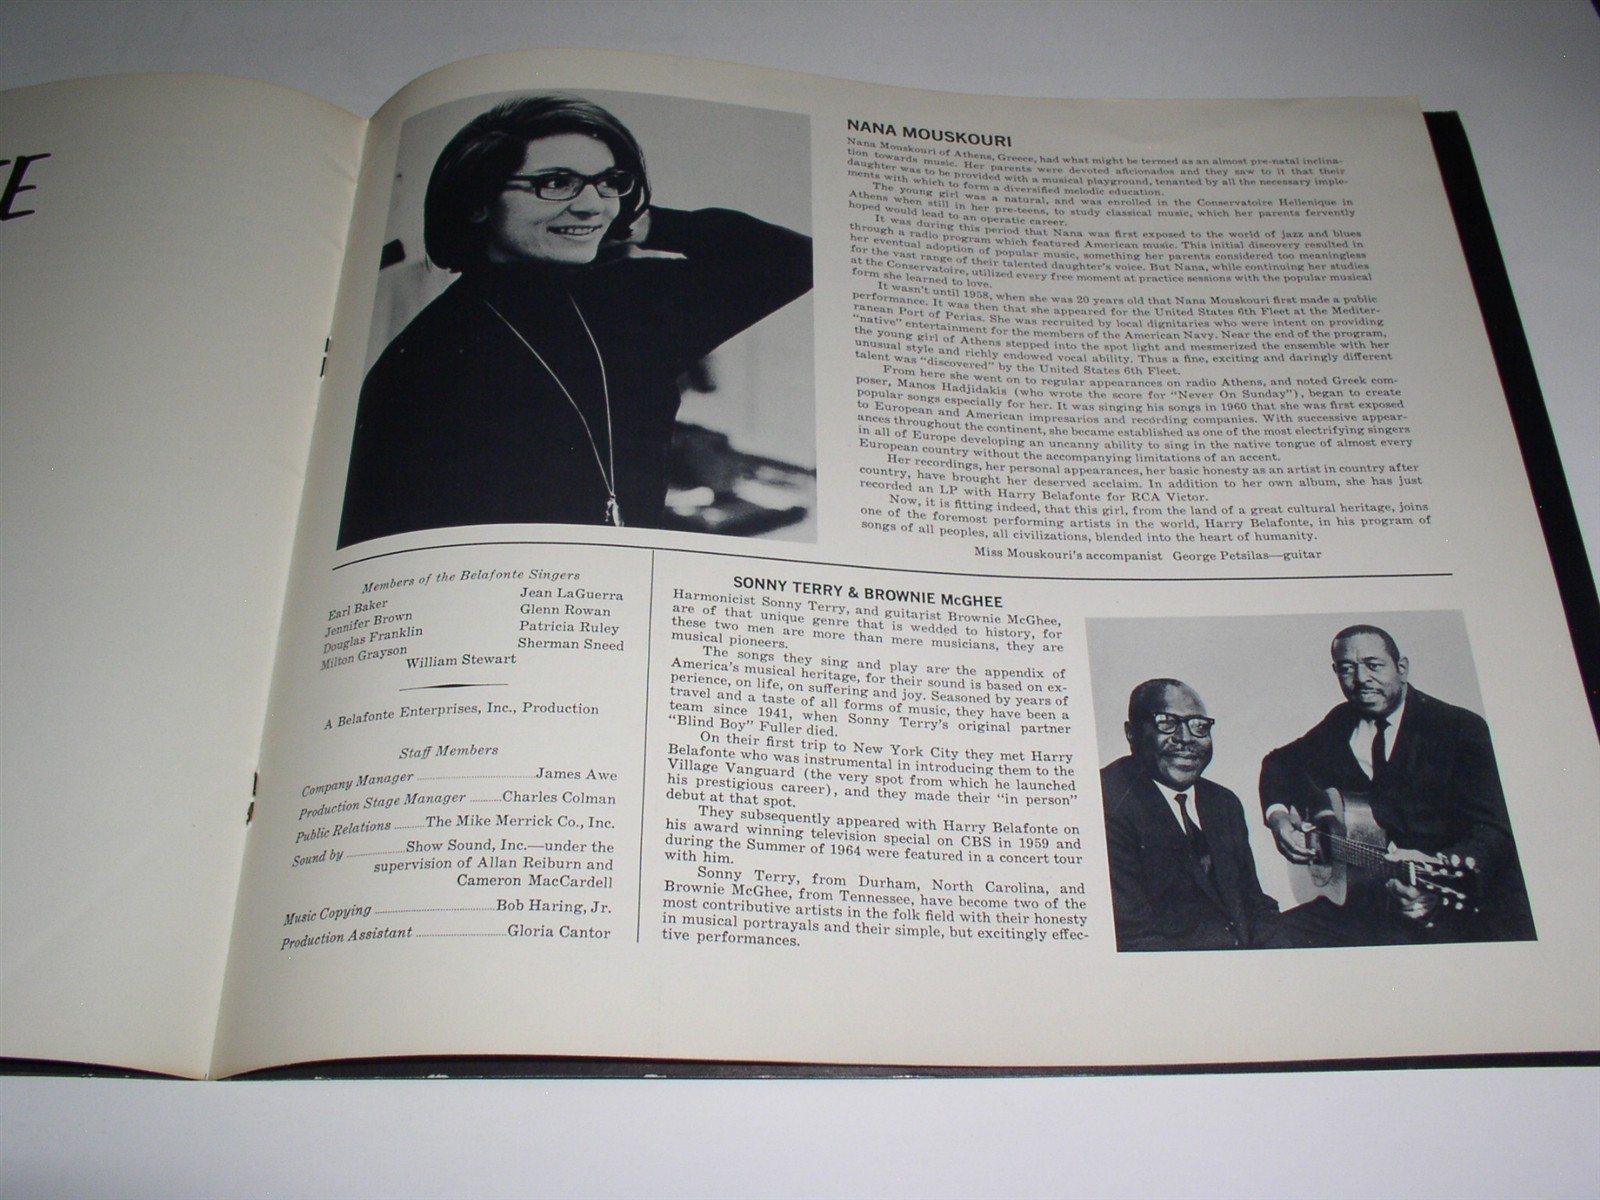 TE
NANA MOUSKOURI
Nana Mouskouri of Athens, Greece, had what might be termed as an almost pre-natal inclina-
tion towards music. Her parents were devoted aficionados and they saw to it that their
daughter was to be provided with a musical playground, tenanted by all the necessary imple-
ments with which to form a diversified melodic education.
The young girl was a natural, and was enrolled in the Conservatoire Hellenique in
Athens when still in her pre-teens, to study classical music, which her parents fervently
hoped would lead to an operatic career.
It was during this period that Nana was first exposed to the world of jazz and blues
through a radio program which featured American music. This initial discovery resulted in
her eventual adoption of popular music, something her parents considered too meaningless
for the vast range of their talented daughter's voice. But Nana, while continuing her studies
at the Conservatoire, utilized every free moment at practice sessions with the popular musical
form she learned to love.
It wasn't until 1958, when she was 20 years old that Nana Mouskouri first made a public
performance. It was then that she appeared for the United States 6th Fleet at the Mediter-
ranean Port of Perias. She was recruited by local dignitaries who were intent on providing
"native" entertainment for the members of the American Navy. Near the end of the program,
the young girl of Athens stepped into the spot light and mesmerized the ensemble with her
unusual style and richly endowed vocal ability. Thus a fine, exciting and daringly different
talent was "discovered" by the United States 6th Fleet.
From here she went on to regular appearances on radio Athens, and noted Greek com-
poser, Manos Hadjidakis (who wrote the score for "Never On Sunday"), began to create
popular songs especially for her. It was singing his songs in 1960 that she was first exposed
to European and American impresarios and recording companies. With successive appear-
ances throughout the continent, she became established as one of the most electrifying singers
in all of Europe developing an uncanny ability to sing in the native tongue of almost every
European country without the accompanying limitations of an accent.
Her recordings, her personal appearances, her basic honesty as an artist in country after
country, have brought her deserved acclaim. In addition to her own album, she has just
recorded an LP with Harry Belafonte for RCA Victor.
Now, it is fitting indeed, that this girl, from the land of a great cultural heritage, joins
one of the foremost performing artists in the world, Harry Belafonte, in his program of
songs of all peoples, all civilizations, blended into the heart of humanity.
Miss Mouskouri's accompanist George Petsilas—guitar
Members of the Belafonte Singers
Earl Baker
Jennifer Brown
Douglas Franklin
Milton Grayson
Jean LaGuerra
Glenn Rowan
Patricia Ruley
Sherman Sneed
William Stewart
A Belafonte Enterprises, Inc., Production
Staff Members
Company Manager James Awe
Production Stage Manager Charles Colman
Public Relations The Mike Merrick Co., Inc.
Sound by Show Sound, Inc.—under the
supervision of Allan Reiburn and
Cameron MacCardell
Music Copying Bob Haring, Jr.
Production Assistant Gloria Cantor
SONNY TERRY & BROWNIE McGHEE
Harmonicist Sonny Terry, and guitarist Brownie McGhee,
are of that unique genre that is wedded to history, for
these two men are more than mere musicians, they are
musical pioneers.
The songs they sing and play are the appendix of
America's musical heritage, for their sound is based on ex-
perience, on life, on suffering and joy. Seasoned by years of
travel and a taste of all forms of music, they have been a
team since 1941, when Sonny Terry's original partner
"Blind Boy" Fuller died.
On their first trip to New York City they met Harry
Belafonte who was instrumental in introducing them to the
Village Vanguard (the very spot from which he launched
his prestigious career), and they made their "in person"
debut at that spot.
They subsequently appeared with Harry Belafonte on
his award winning television special on CBS in 1959 and
during the Summer of 1964 were featured in a concert tour
with him.
Sonny Terry, from Durham, North Carolina, and
Brownie McGhee, from Tennessee, have become two of the
most contributive artists in the folk field with their honesty
in musical portrayals and their simple, but excitingly effec-
tive performances.